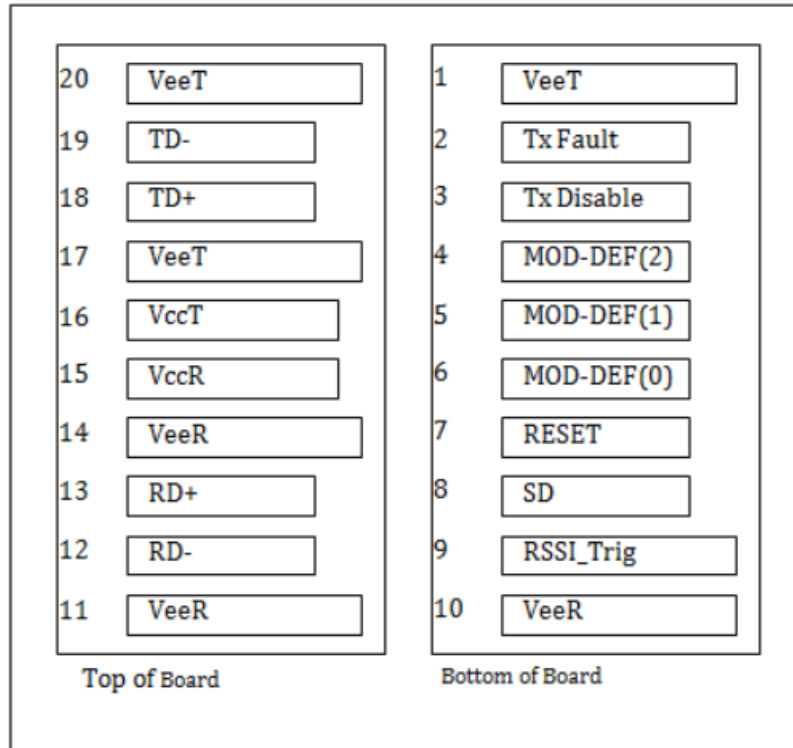 20 VeeT
19 TD-
18 TD+
17 VeeT
16 VccT
15 VccR
14 VeeR
13 RD+
12 RD-
11 VeeR
Top of Board
1 VeeT
2 Tx Fault
3 Tx Disable
4 MOD-DEF(2)
5 MOD-DEF(1)
6 MOD-DEF(0)
7 RESET
8 SD
9 RSSI_Trig
10 VeeR
Bottom of Board